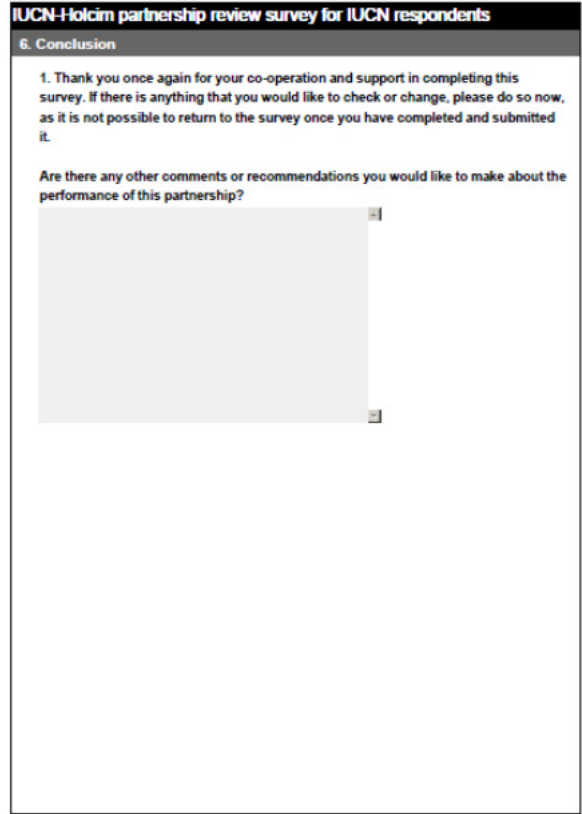 IUCN-Holcim partnership review survey for IUCN respondents
6. Conclusion
1. Thank you once again for your co-operation and support in completing this
survey. If there is anything that you would like to check or change, please do so now,
as it is not possible to return to the survey once you have completed and submitted
it.
Are there any other comments or recommendations you would like to make about the
performance of this partnership?